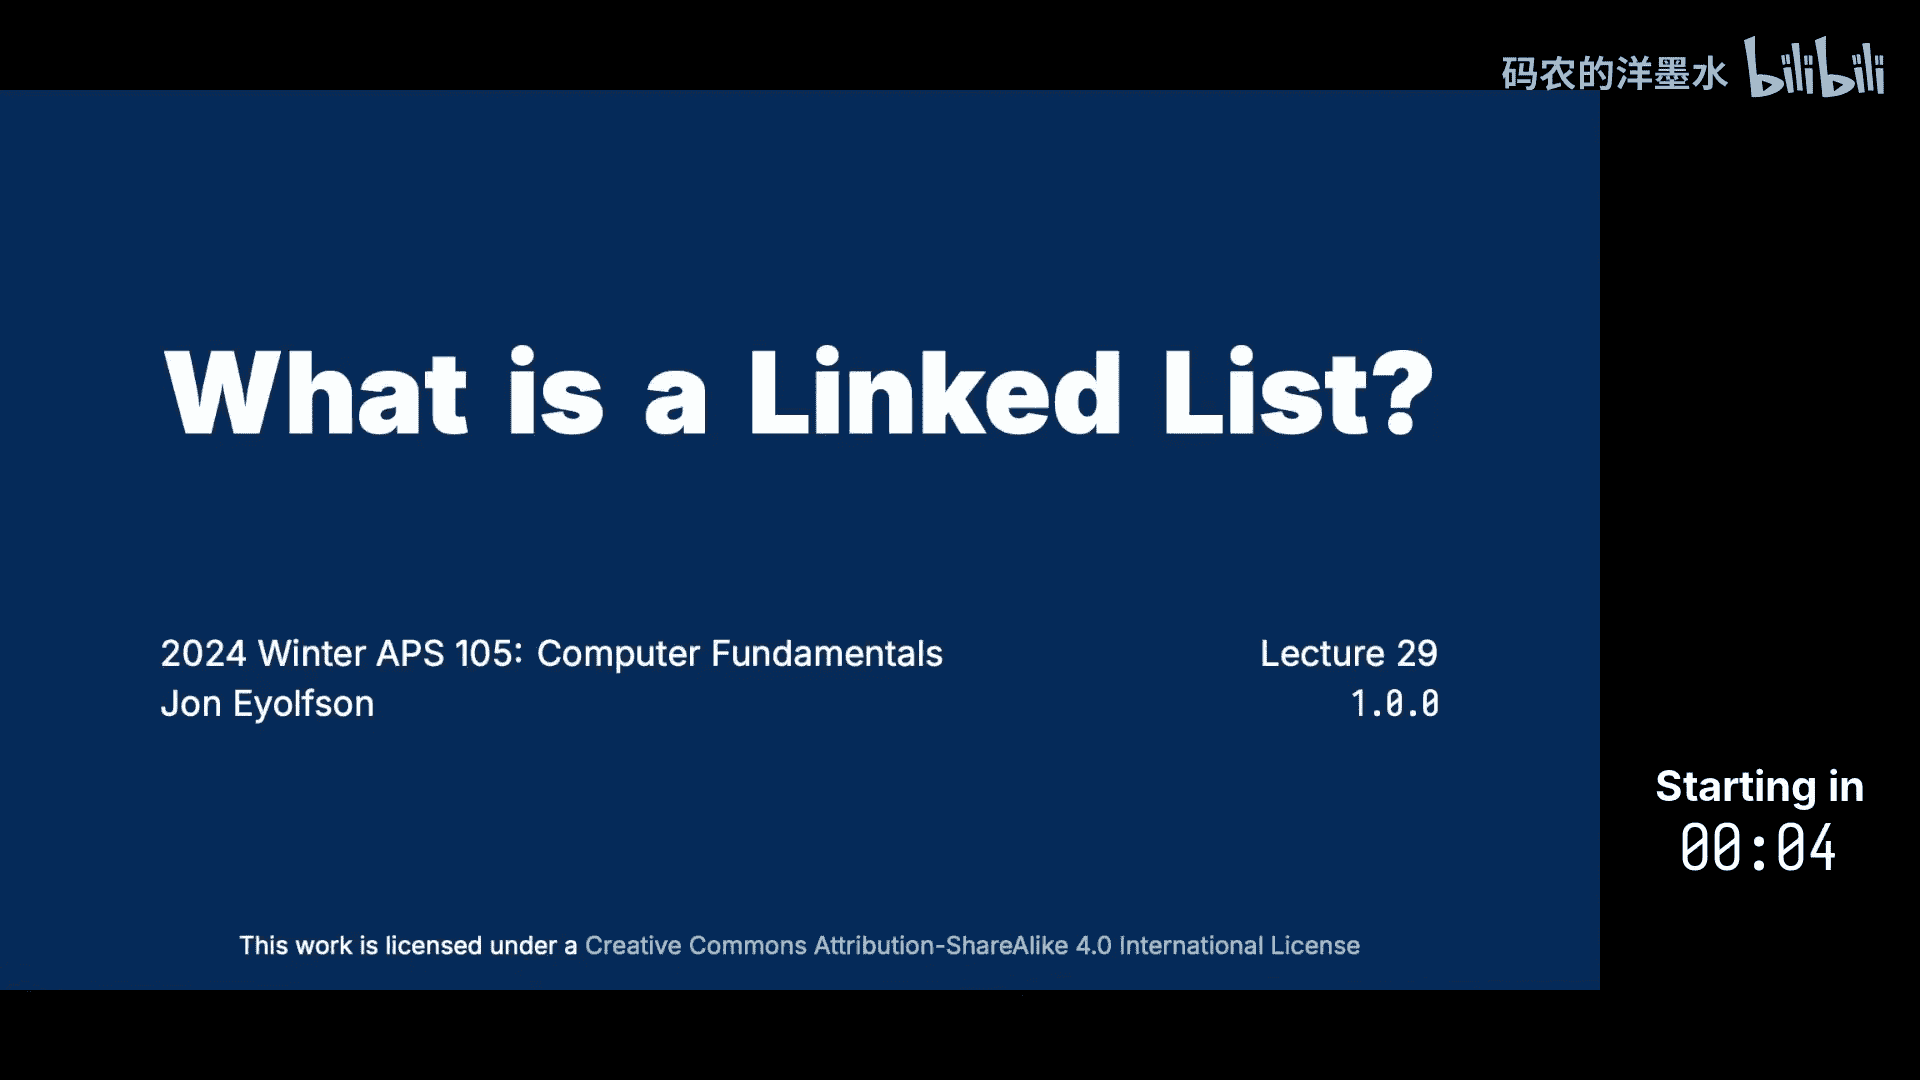 码农的洋墨水 bilibili
What is a Linked List?
2024 Winter APS 105: Computer Fundamentals
Jon Eyolfson
Lecture 29
1.0.0
Starting in
00:04
This work is licensed under a Creative Commons Attribution-ShareAlike 4.0 International License